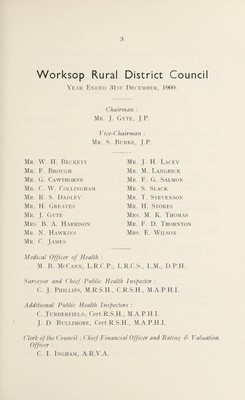 3
Worksop Rural District Council
Year Ended 31st December, 1960.
Chairman :
Mr. J. Gyte, J.P.
Vice-Chairman :
Mr. S. Burke, J.P.
Mr. W. H. Beckett
Mr. F. Brough
Mr. G. Cawthorne
Mr. C. W. Collingham
Mr. R. S. Dadley
Mr. H. Greaves
Mr. J. Gyte
Mrs. B. A. Harrison
Mr. N. Hawkins
Mr. C. James
Mr. J. H. Lacey
Mr. M. Langrick
Mr. F. G. Salmon
Mr. S. Slack
Mr. T. Stevenson
Mr. H. Stokes
Mrs. M. K. Thomas
Mr. F. D. Thornton
Mrs. E. Wilson
Medical Officer of Health :
M. B. McCann, L.R.C.P., L.R.C.S., L.M., D.P.H.
Surveyor and Chief Public Health Inspector :
C. J. Phillips, M.R.S.H., C.R.S.H., M.A.P.H.I.
Additional Public Health Inspectors :
C. Turberfield, Cert.R.S.H., M.A.P.H.I.
J. D. Bullimore, Cert.R.S.H., M.A.P.H.I.
Clerk of the Council : Chief Financial Officer and Rating & Valuation
Officer :
C. I. Ingham, A.R.V.A.